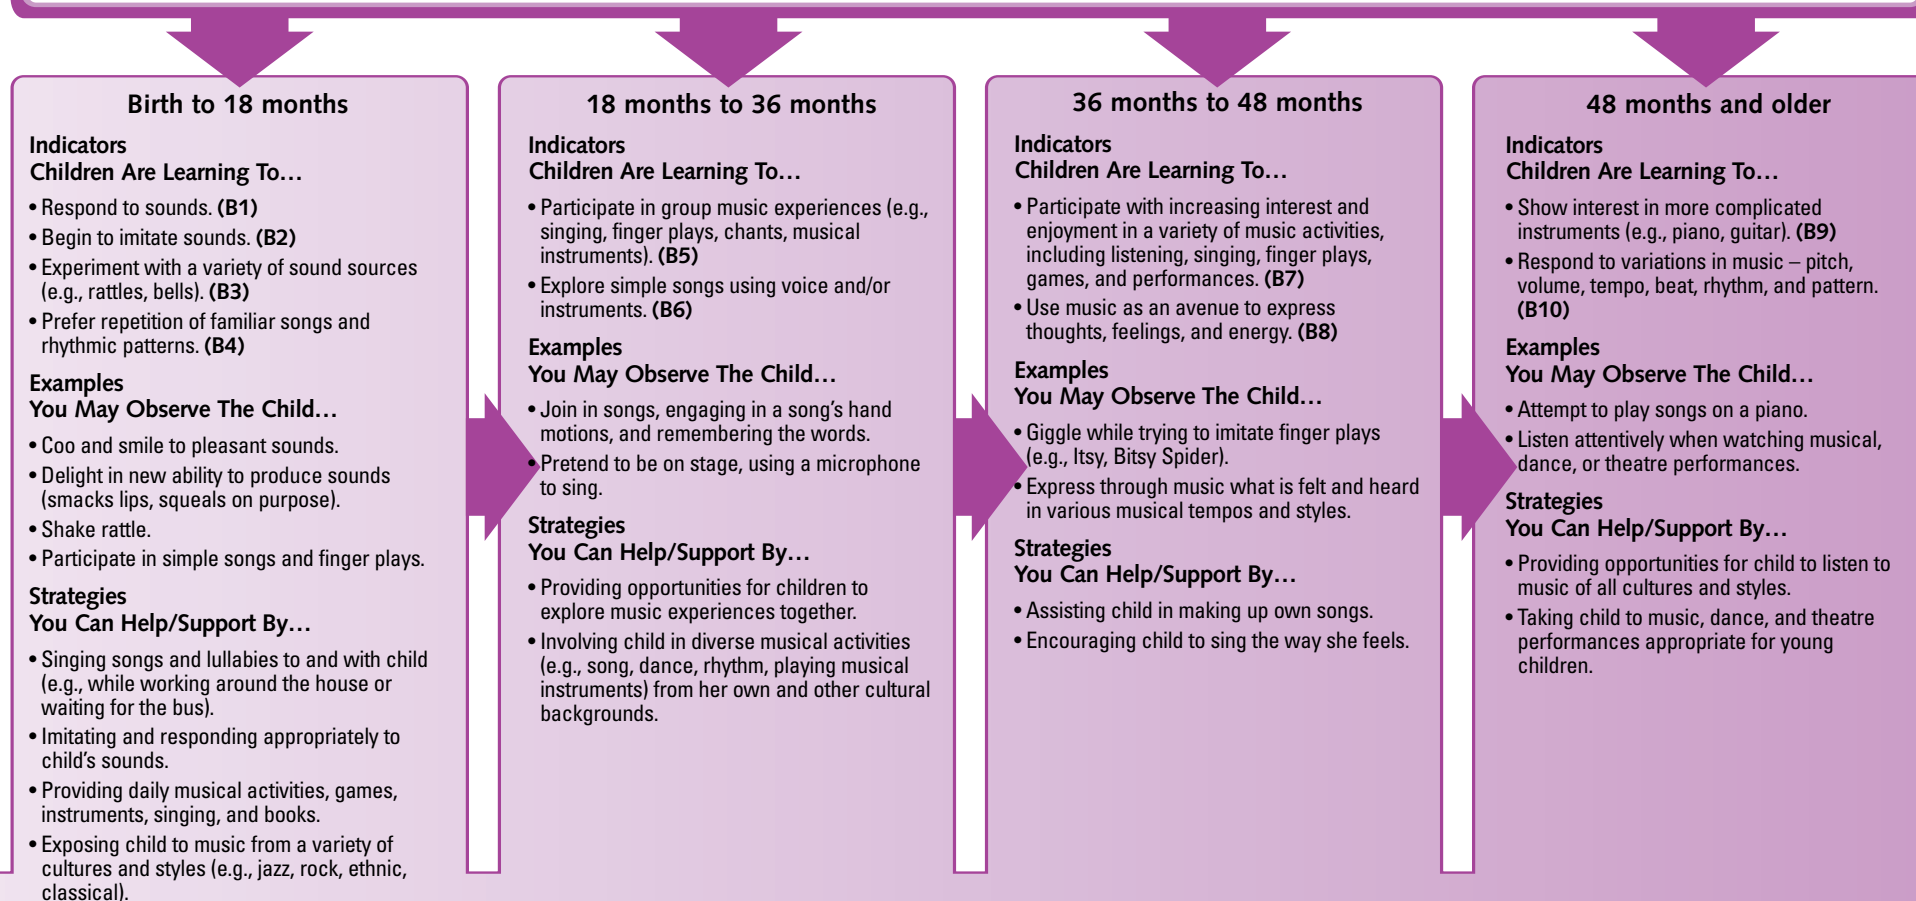 Birth to 18 months
Indicators
Children Are Learning To…
• Respond to sounds. (B1)
• Begin to imitate sounds. (B2)
• Experiment with a variety of sound sources
(e.g., rattles, bells). (B3)
• Prefer repetition of familiar songs and
rhythmic patterns. (B4)
Examples
You May Observe The Child…
• Coo and smile to pleasant sounds.
• Delight in new ability to produce sounds
(smacks lips, squeals on purpose).
• Shake rattle.
• Participate in simple songs and finger plays.
Strategies
You Can Help/Support By…
• Singing songs and lullabies to and with child
(e.g., while working around the house or
waiting for the bus).
• Imitating and responding appropriately to
child's sounds.
• Providing daily musical activities, games,
instruments, singing, and books.
• Exposing child to music from a variety of
cultures and styles (e.g., jazz, rock, ethnic,
classical).
18 months to 36 months
Indicators
Children Are Learning To…
• Participate in group music experiences (e.g.,
singing, finger plays, chants, musical
instruments). (B5)
• Explore simple songs using voice and/or
instruments. (B6)
Examples
You May Observe The Child…
• Join in songs, engaging in a song's hand
motions, and remembering the words.
• Pretend to be on stage, using a microphone
to sing.
Strategies
You Can Help/Support By…
• Providing opportunities for children to
explore music experiences together.
• Involving child in diverse musical activities
(e.g., song, dance, rhythm, playing musical
instruments) from her own and other cultural
backgrounds.
36 months to 48 months
Indicators
Children Are Learning To…
• Participate with increasing interest and
enjoyment in a variety of music activities,
including listening, singing, finger plays,
games, and performances. (B7)
• Use music as an avenue to express
thoughts, feelings, and energy. (B8)
Examples
You May Observe The Child…
• Giggle while trying to imitate finger plays
(e.g., Itsy, Bitsy Spider).
• Express through music what is felt and heard
in various musical tempos and styles.
Strategies
You Can Help/Support By…
• Assisting child in making up own songs.
• Encouraging child to sing the way she feels.
48 months and older
Indicators
Children Are Learning To…
• Show interest in more complicated
instruments (e.g., piano, guitar). (B9)
• Respond to variations in music – pitch,
volume, tempo, beat, rhythm, and pattern.
(B10)
Examples
You May Observe The Child…
• Attempt to play songs on a piano.
• Listen attentively when watching musical,
dance, or theatre performances.
Strategies
You Can Help/Support By…
• Providing opportunities for child to listen to
music of all cultures and styles.
• Taking child to music, dance, and theatre
performances appropriate for young
children.